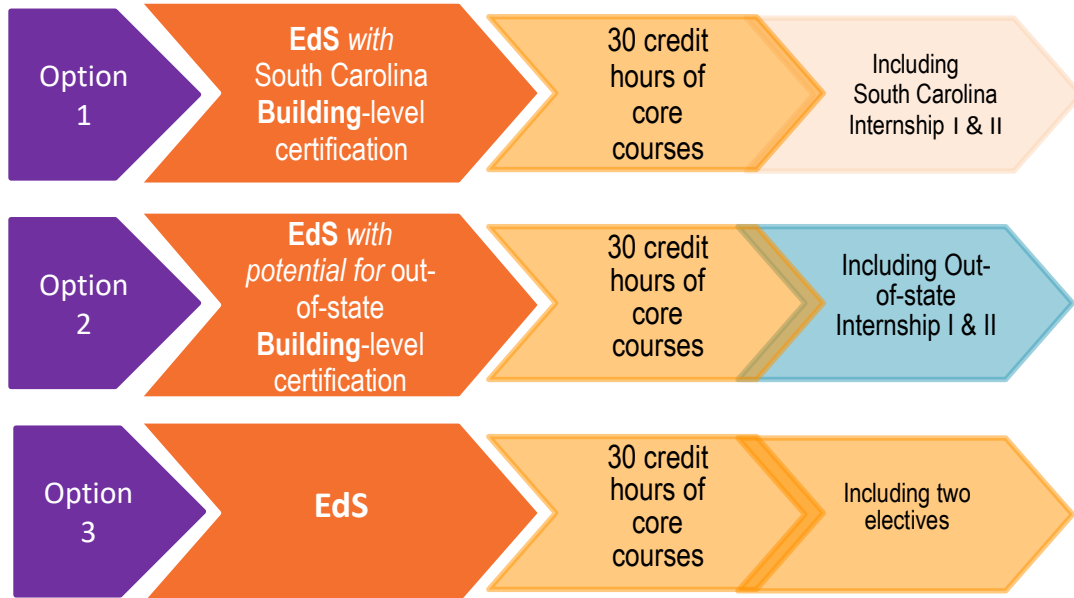 Option
1
EdS with
South Carolina
Building-level
certification
30 credit
hours of
core
courses
Including
South Carolina
Internship I & II
Option
2
EdS with
potential for out-
of-state
Building-level
certification
30 credit
hours of
core
courses
Including Out-
of-state
Internship I & II
Option
3
EdS
30 credit
hours of
core
courses
Including two
electives